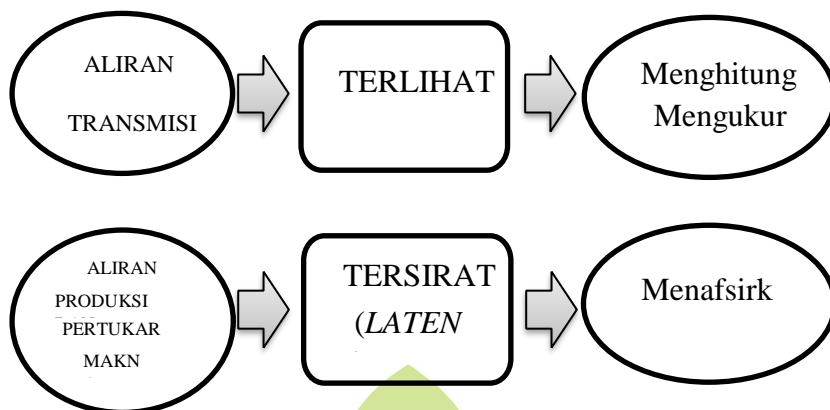 ALIRAN
TRANSMISI
TERLIHAT
Menghitung
Mengukur
ALIRAN
PRODUKSI
PERTUKAR
MAKN
TERSIRAT
(LATEN
Menafsirk